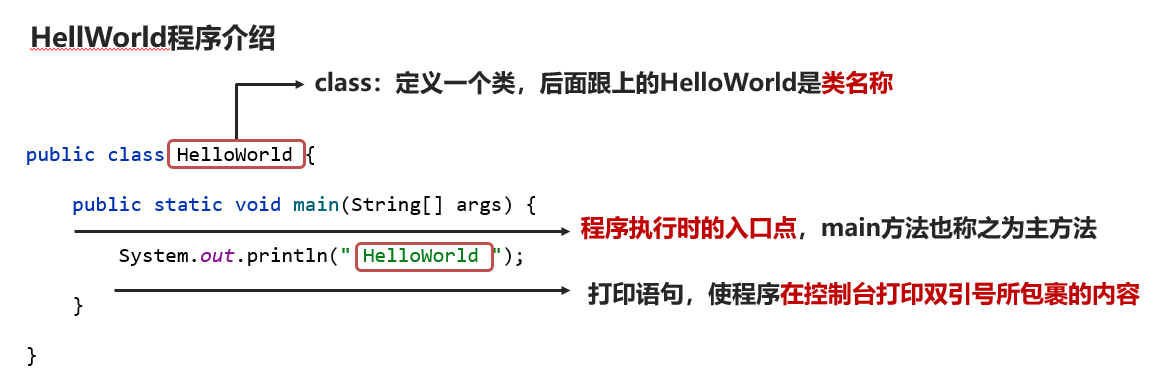 HellWorld程序介绍
class：定义一个类，后面跟上的HelloWorld是类名称
public class HelloWorld {
public static void main(String[] args) {
程序执行时的入口点，main方法也称之为主方法
System.out.println(" HelloWorld ");
打印语句，使程序在控制台打印双引号所包裹的内容
}
}